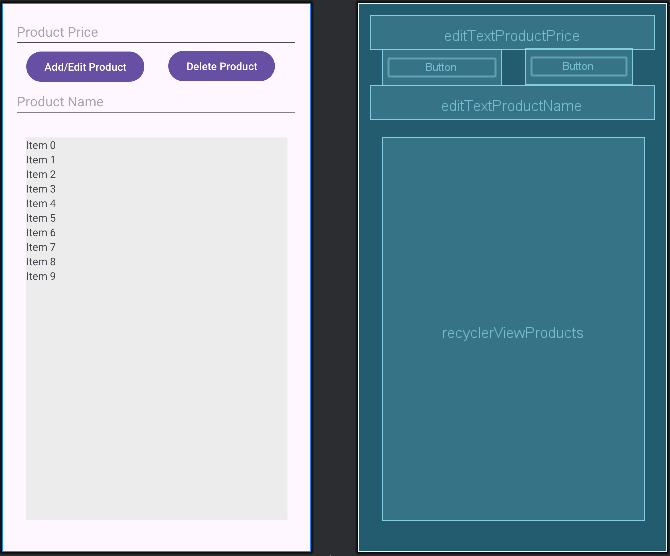 Product Price
Add/Edit Product
Delete Product
Product Name
Item 0
Item 1
Item 2
Item 3
Item 4
Item 5
Item 6
Item 7
Item 8
Item 9
editTextProductPrice
Button
Button
editTextProductName
recyclerViewProducts